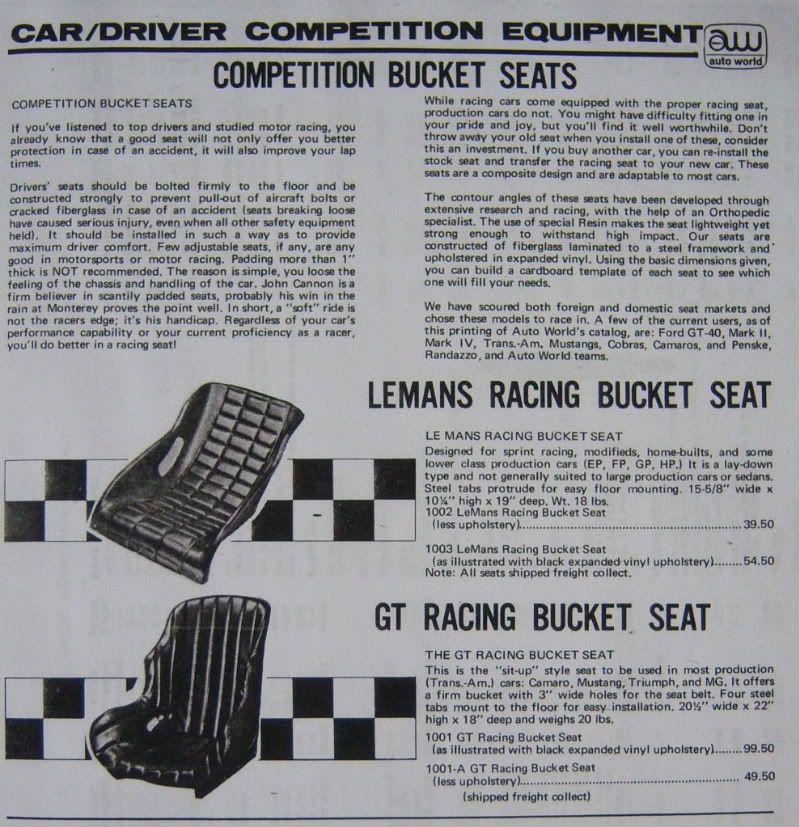 CAR/DRIVER COMPETITION EQUIPMENT
aw
auto world
COMPETITION BUCKET SEATS
COMPETITION BUCKET SEATS
If you've listened to top drivers and studied motor racing, you
already know that a good seat will not only offer you better
protection in case of an accident, it will also improve your lap
times.
Drivers' seats should be bolted firmly to the floor and be
constructed strongly to prevent pull-out of aircraft bolts or
cracked fiberglass in case of an accident (seats breaking loose
have caused serious injury, even when all other safety equipment
held). It should be installed in such a way as to provide
maximum driver comfort. Few adjustable seats, if any, are any
good in motorsports or motor racing. Padding more than 1"
thick is NOT recommended. The reason is simple, you loose the
feeling of the chassis and handling of the car. John Cannon is a
firm believer in scantily padded seats, probably his win in the
rain at Monterey proves the point well. In short, a "soft" ride is
not the racers edge; it's his handicap. Regardless of your car's
performance capability or your current proficiency as a racer,
you'll do better in a racing seat!
While racing cars come equipped with the proper racing seat,
production cars do not. You might have difficulty fitting one in
your pride and joy, but you'll find it well worthwhile. Don't
throw away your old seat when you install one of these, consider
this an investment. If you buy another car, you can re-install the
stock seat and transfer the racing seat to your new car. These
seats are a composite design and are adaptable to most cars.
The contour angles of these seats have been developed through
extensive research and racing, with the help of an Orthopedic
specialist. The use of special Resin makes the seat lightweight yet
strong enough to withstand high impact. Our seats are
constructed of fiberglass laminated to a steel framework and
upholstered in expanded vinyl. Using the basic dimensions given,
you can build a cardboard template of each seat to see which
one will fill your needs.
We have scoured both foreign and domestic seat markets and
chose these models to race in. A few of the current users, as of
this printing of Auto World's catalog, are: Ford GT-40, Mark II,
Mark IV, Trans.-Am. Mustangs, Cobras, Camaros, and Penske,
Randazzo, and Auto World teams.
LEMANS RACING BUCKET SEAT
LE MANS RACING BUCKET SEAT
Designed for sprint racing, modifieds, home-builts, and some
lower class production cars (EP, FP, GP, HP.) It is a lay-down
type and not generally suited to large production cars or sedans.
Steel tabs protrude for easy floor mounting. 15-5/8" wide x
10¼" high x 19" deep. Wt. 18 lbs.
1002 LeMans Racing Bucket Seat
(less upholstery)..................................................39.50
1003 LeMans Racing Bucket Seat
(as illustrated with black expanded vinyl upholstery)........54.50
Note: All seats shipped freight collect.
GT RACING BUCKET SEAT
THE GT RACING BUCKET SEAT
This is the "sit-up" style seat to be used in most production
(Trans.-Am.) cars: Camaro, Mustang, Triumph, and MG. It offers
a firm bucket with 3" wide holes for the seat belt. Four steel
tabs mount to the floor for easy installation. 20½" wide x 22"
high x 18" deep and weighs 20 lbs.
1001 GT Racing Bucket Seat
(as illustrated with black expanded vinyl upholstery)........99.50
1001-A GT Racing Bucket Seat
(less upholstery).................................................. 49.50
(shipped freight collect)